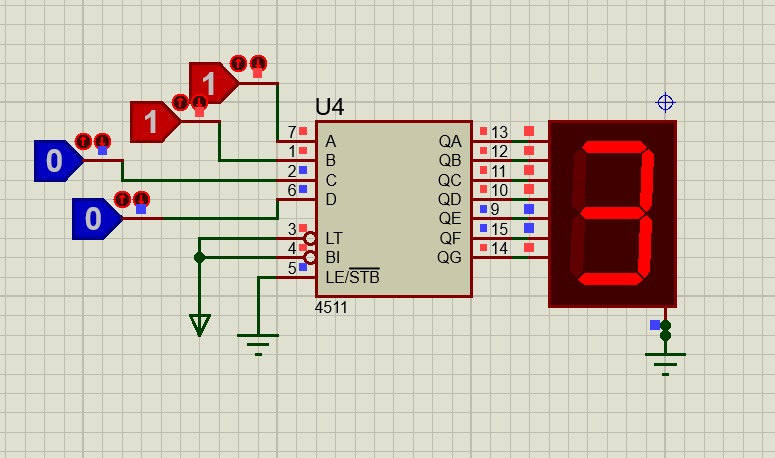 1
1
0
0
U4
7 A QA 13
1 B QB 12
2 C QC 11
6 D QD 10
QE 9
3 LT QF 15
4 BI QG 14
5 LE/STB
4511
3